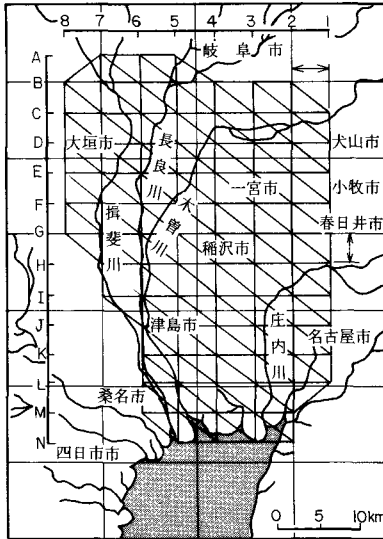 8 7 6 5 4 3 2 1
岐阜市
A
B
C
D
E
F
G
H
I
J
K
L
M
N
大垣市
長良川
犬山市
一宮市
小牧市
揖斐川
木曽川
春日井市
稲沢市
津島市
庄内川
名古屋市
桑名市
四日市市
0 5 10km